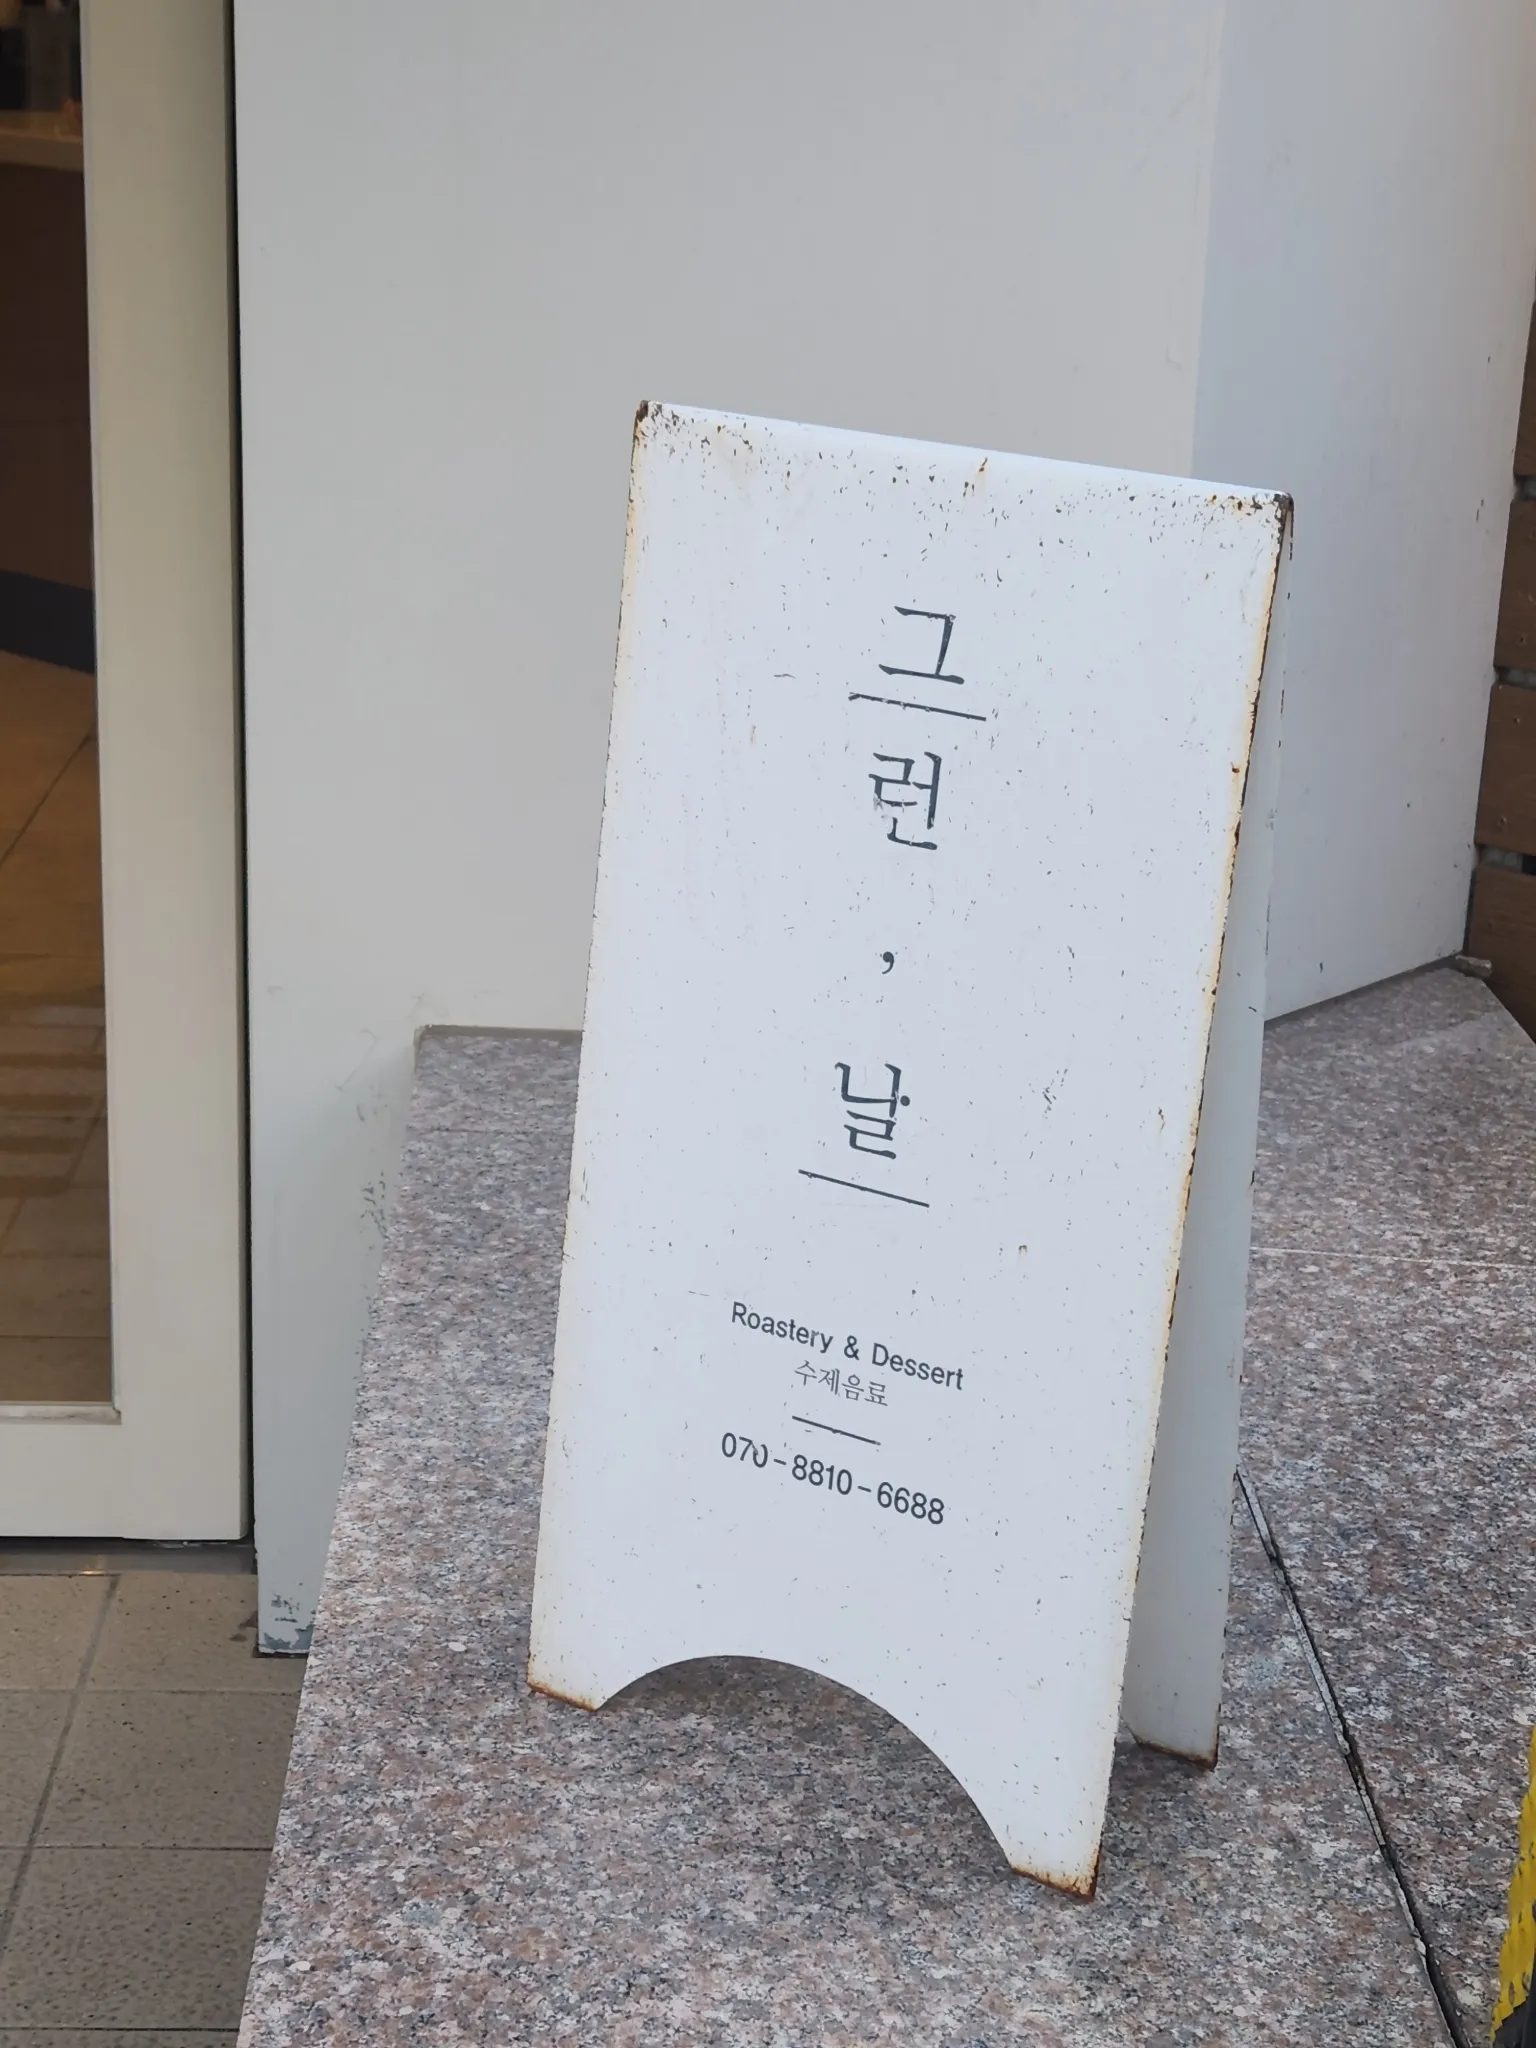 그
런
,
날
Roastery & Dessert
수제음료
070-8810-6688